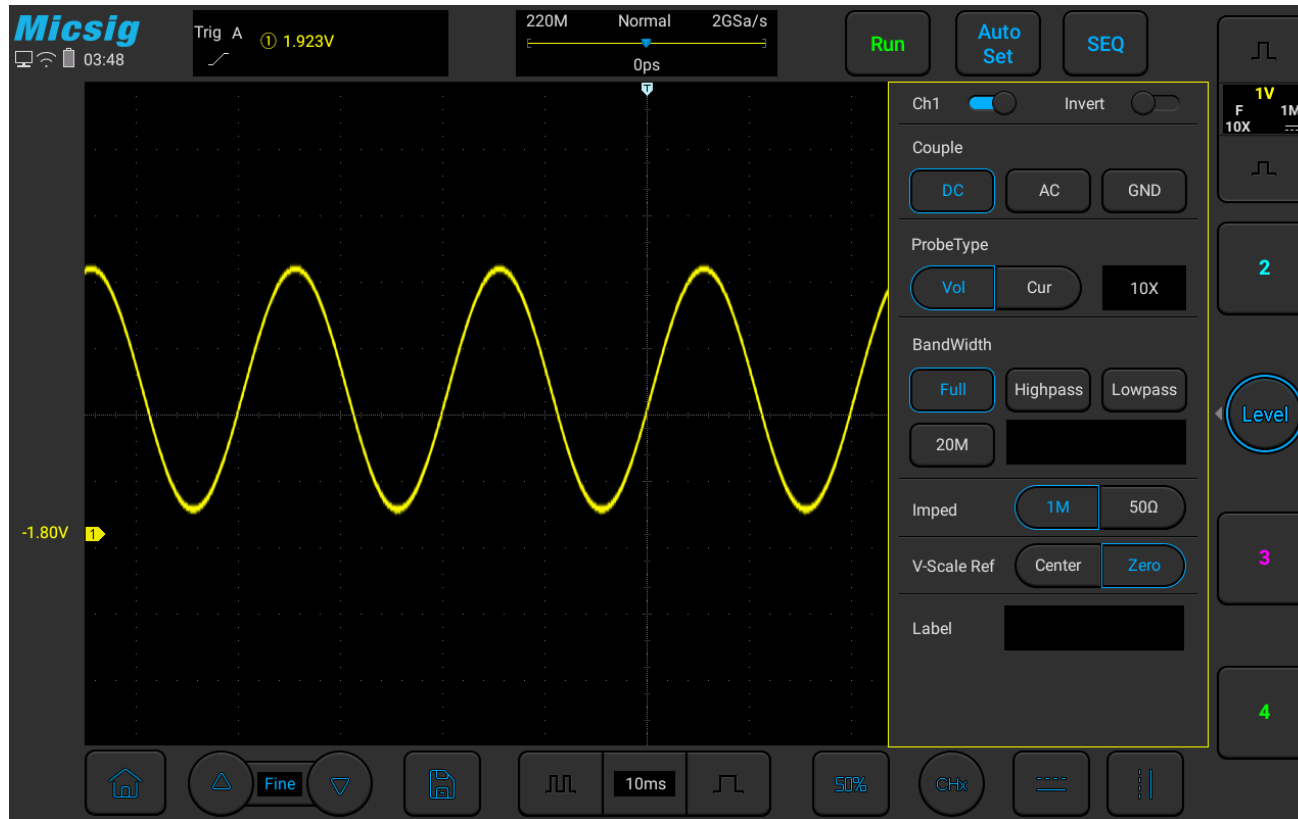 Micsig
03:48
Trig A ① 1.923V
220M Normal 2GSa/s
0ps
Run
Auto
Set
SEQ
T
Ch1 Invert
Couple
DC AC GND
ProbeType
Vol Cur 10X
BandWidth
Full Highpass Lowpass
20M
Imped 1M 50Ω
V-Scale Ref Center Zero
Label
1V
F 1M
10X
2
Level
3
4
-1.80V 1
Fine
10ms
50%
CHx